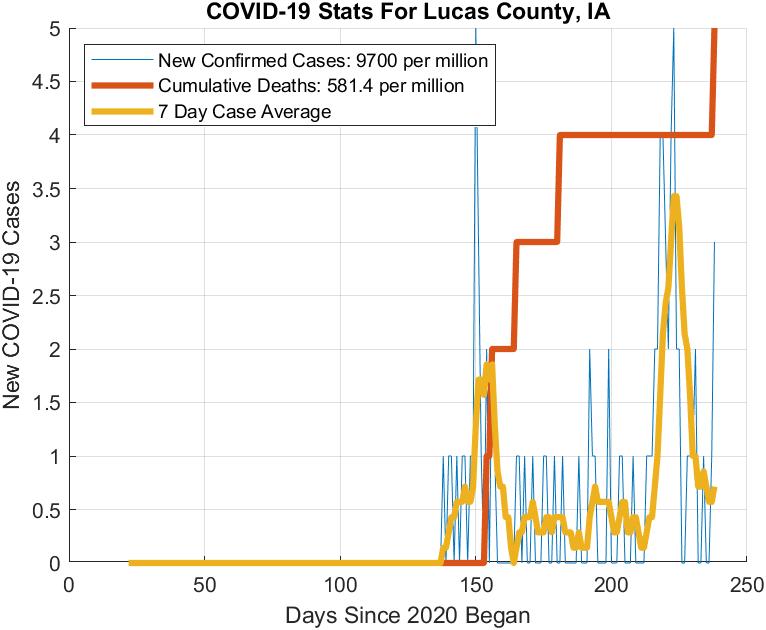 COVID-19 Stats For Lucas County, IA
New Confirmed Cases: 9700 per million
Cumulative Deaths: 581.4 per million
7 Day Case Average
New COVID-19 Cases
5
4.5
4
3.5
3
2.5
2
1.5
1
0.5
0
0 50 100 150 200 250
Days Since 2020 Began